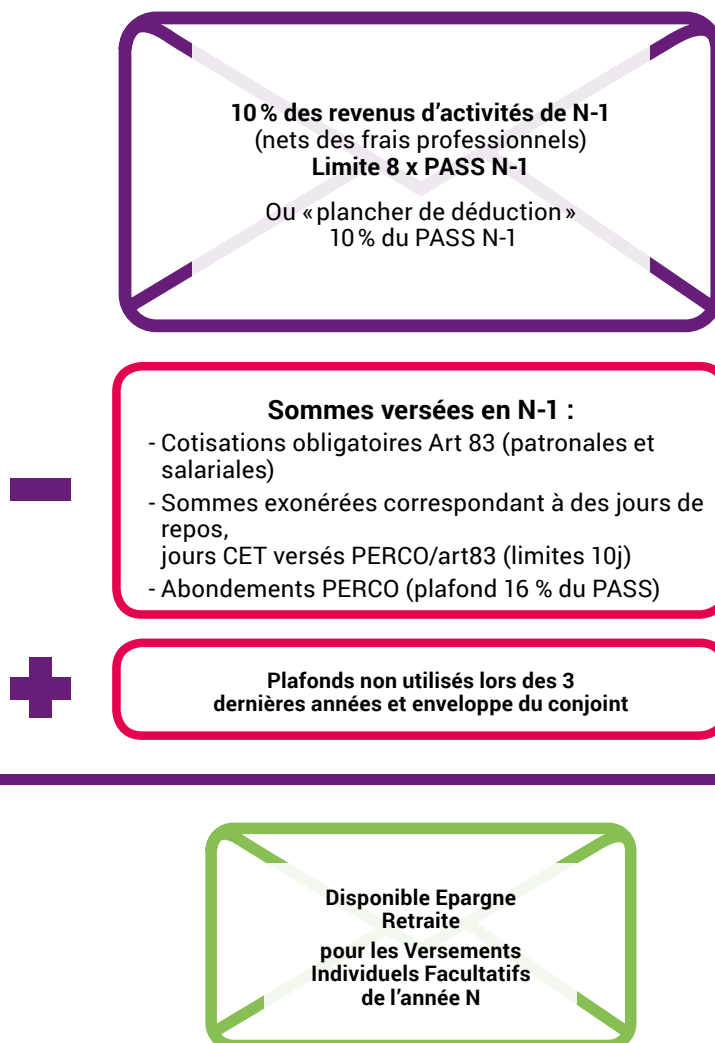 10 % des revenus d’activités de N-1
(nets des frais professionnels)
Limite 8 x PASS N-1
Ou « plancher de déduction »
10 % du PASS N-1
Sommes versées en N-1 :
- Cotisations obligatoires Art 83 (patronales et
salariales)
- Sommes exonérées correspondant à des jours de
repos,
jours CET versés PERCO/art83 (limites 10j)
- Abondements PERCO (plafond 16 % du PASS)
Plafonds non utilisés lors des 3
dernières années et enveloppe du conjoint
Disponible Epargne
Retraite
pour les Versements
Individuels Facultatifs
de l’année N